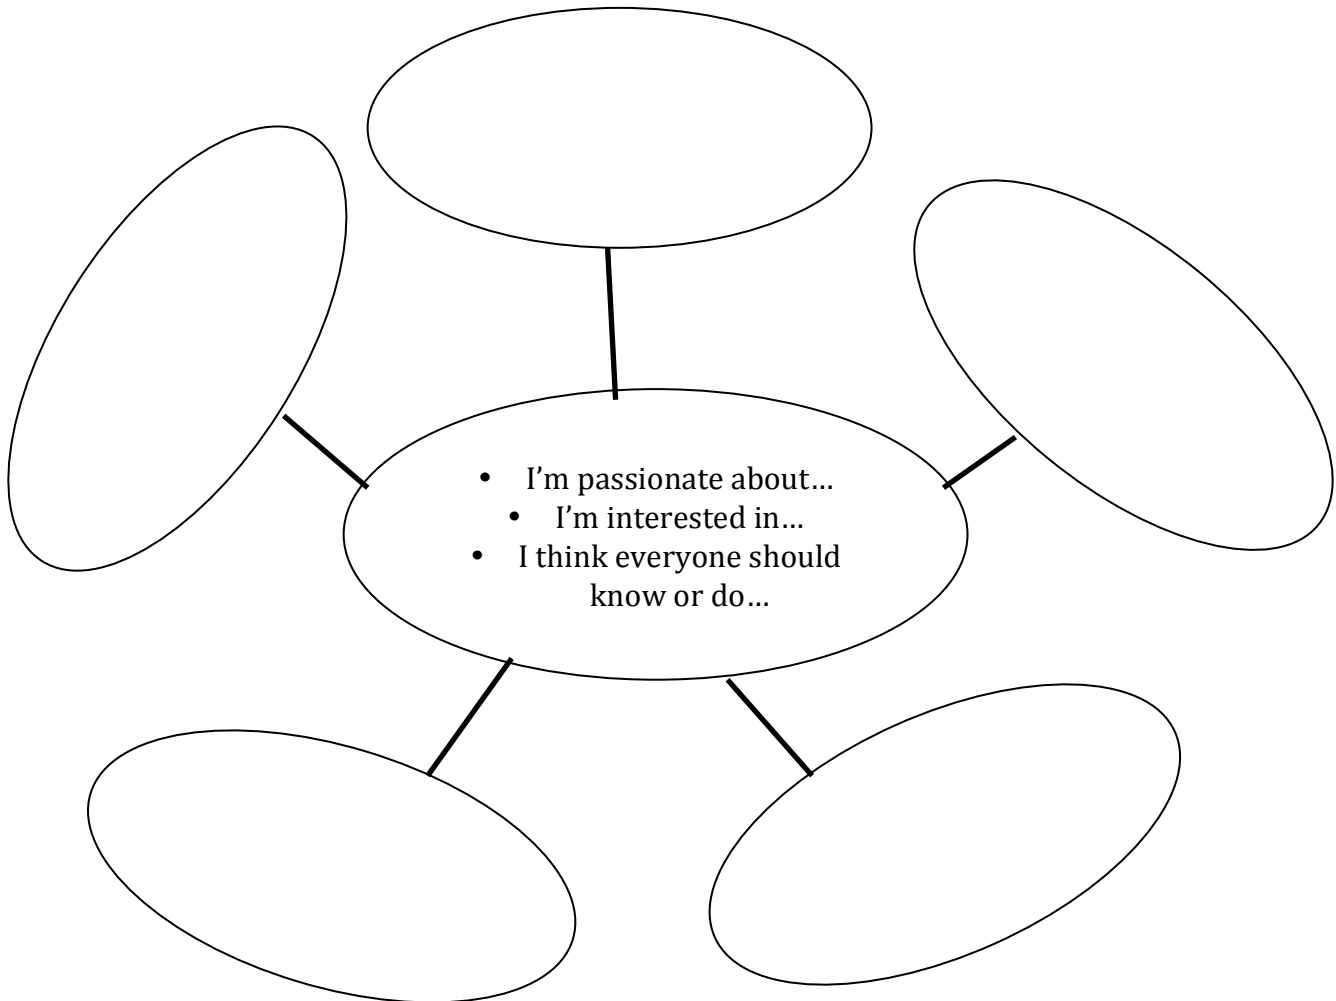 • I’m passionate about…
• I’m interested in…
• I think everyone should
know or do…